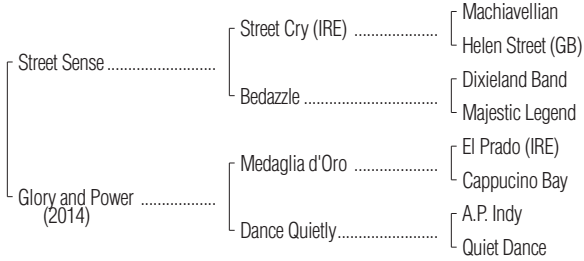 Machiavellian
Street Cry (IRE) ....................
Helen Street (GB)
Street Sense ..........................
Dixieland Band
Bedazzle ................................
Majestic Legend
El Prado (IRE)
Medaglia d'Oro ....................
Cappucino Bay
Glory and Power ..................
(2014)
A.P. Indy
Dance Quietly ........................
Quiet Dance